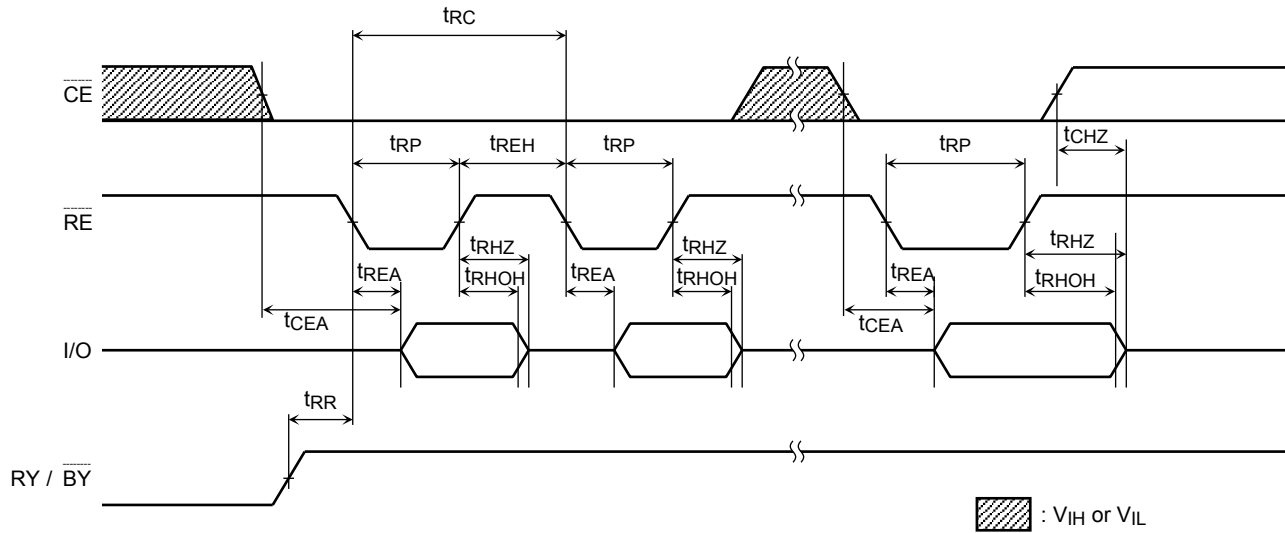 tRC
CE
tRP
tREH
tRP
tRP
tCHZ
RE
tREA
tRHZ
tRHOH
tREA
tRHZ
tRHOH
tREA
tRHZ
tRHOH
tCEA
tCEA
I/O
tRR
RY / BY
: VIH or VIL